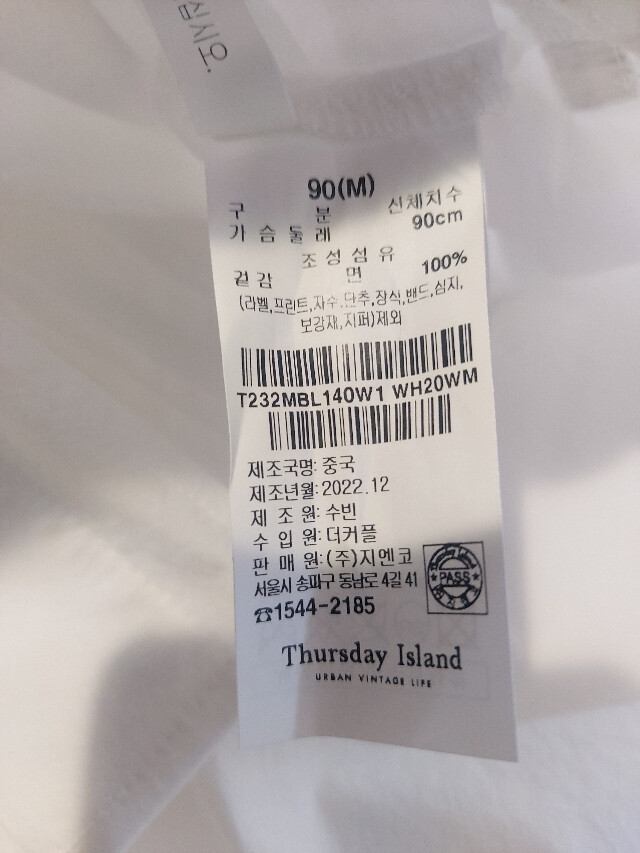 십시오.
90(M)
구 분 신체치수
가슴둘레 90cm
조성섬유
겉감 면 100%
(라벨,프린트,자수,단추,장식,밴드,심지,
보강재,지퍼)제외
T232MBL140W1 WH20WM
제조국명: 중국
제조년월: 2022.12
제 조 원: 수빈
수 입 원: 더커플
판 매 원: (주)지엔코
서울시 송파구 동남로 4길 41
☎1544-2185
PASS
Thursday Island
URBAN VINTAGE LIFE